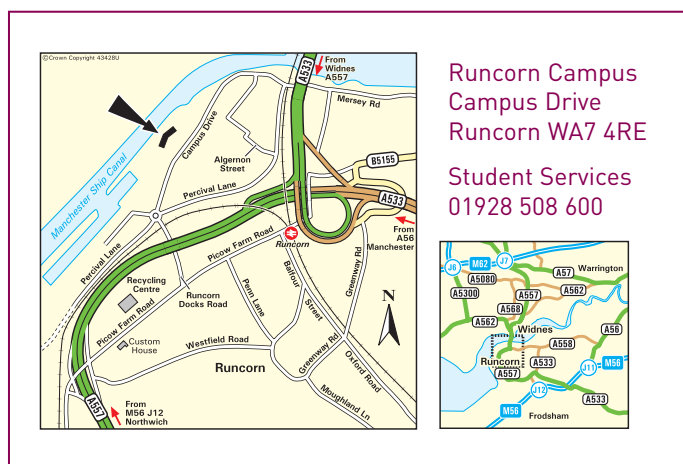 ©Crown Copyright 43428U
From
Widnes
A557
A533
Mersey Rd
Campus Drive
Algernon
Street
B5155
Manchester Ship Canal
Percival Lane
A533
From
A56
Manchester
Runcorn
Percival Lane
Picow Farm Road
Recycling
Centre
Runcorn
Docks Road
Penn Lane
Balfour
Street
Greenway Rd
N
Picow Farm Road
Custom
House
Westfield Road
Greenway Rd
Oxford Road
Runcorn
Moughland Ln
A557
From
M56 J12
Northwich
Runcorn Campus
Campus Drive
Runcorn WA7 4RE
Student Services
01928 508 600
J6
M62
J7
A57
Warrington
A5080
A5300
A557
A562
A568
A562
Widnes
A56
A558
Runcorn
A533
A557
J11
M56
J12
A533
M56
Frodsham